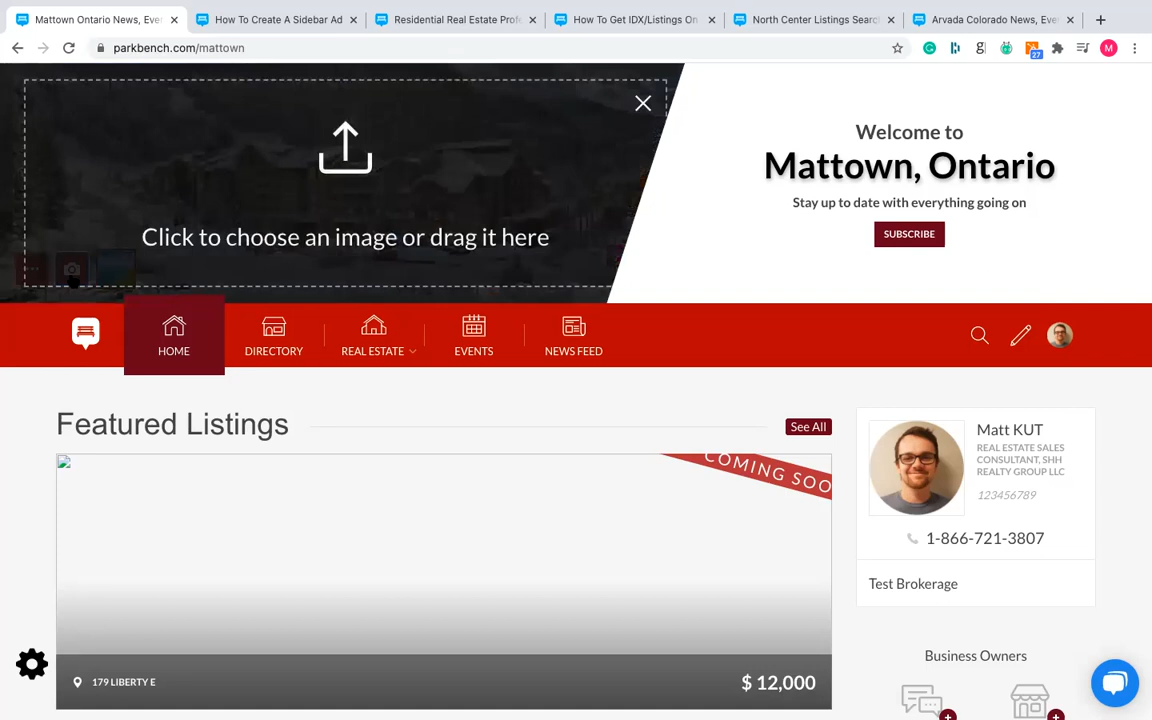 Mattown Ontario News, Eve
How To Create A Sidebar Ad
Residential Real Estate Profe
How To Get IDX/Listings On
North Center Listings Search
Arvada Colorado News, Eve
parkbench.com/mattown
27
M
Click to choose an image or drag it here
Welcome to
Mattown, Ontario
Stay up to date with everything going on
SUBSCRIBE
HOME
DIRECTORY
REAL ESTATE
EVENTS
NEWS FEED
Featured Listings
See All
COMING SOO
179 LIBERTY E
$ 12,000
Matt KUT
REAL ESTATE SALES
CONSULTANT, SHH
REALTY GROUP LLC
123456789
1-866-721-3807
Test Brokerage
Business Owners